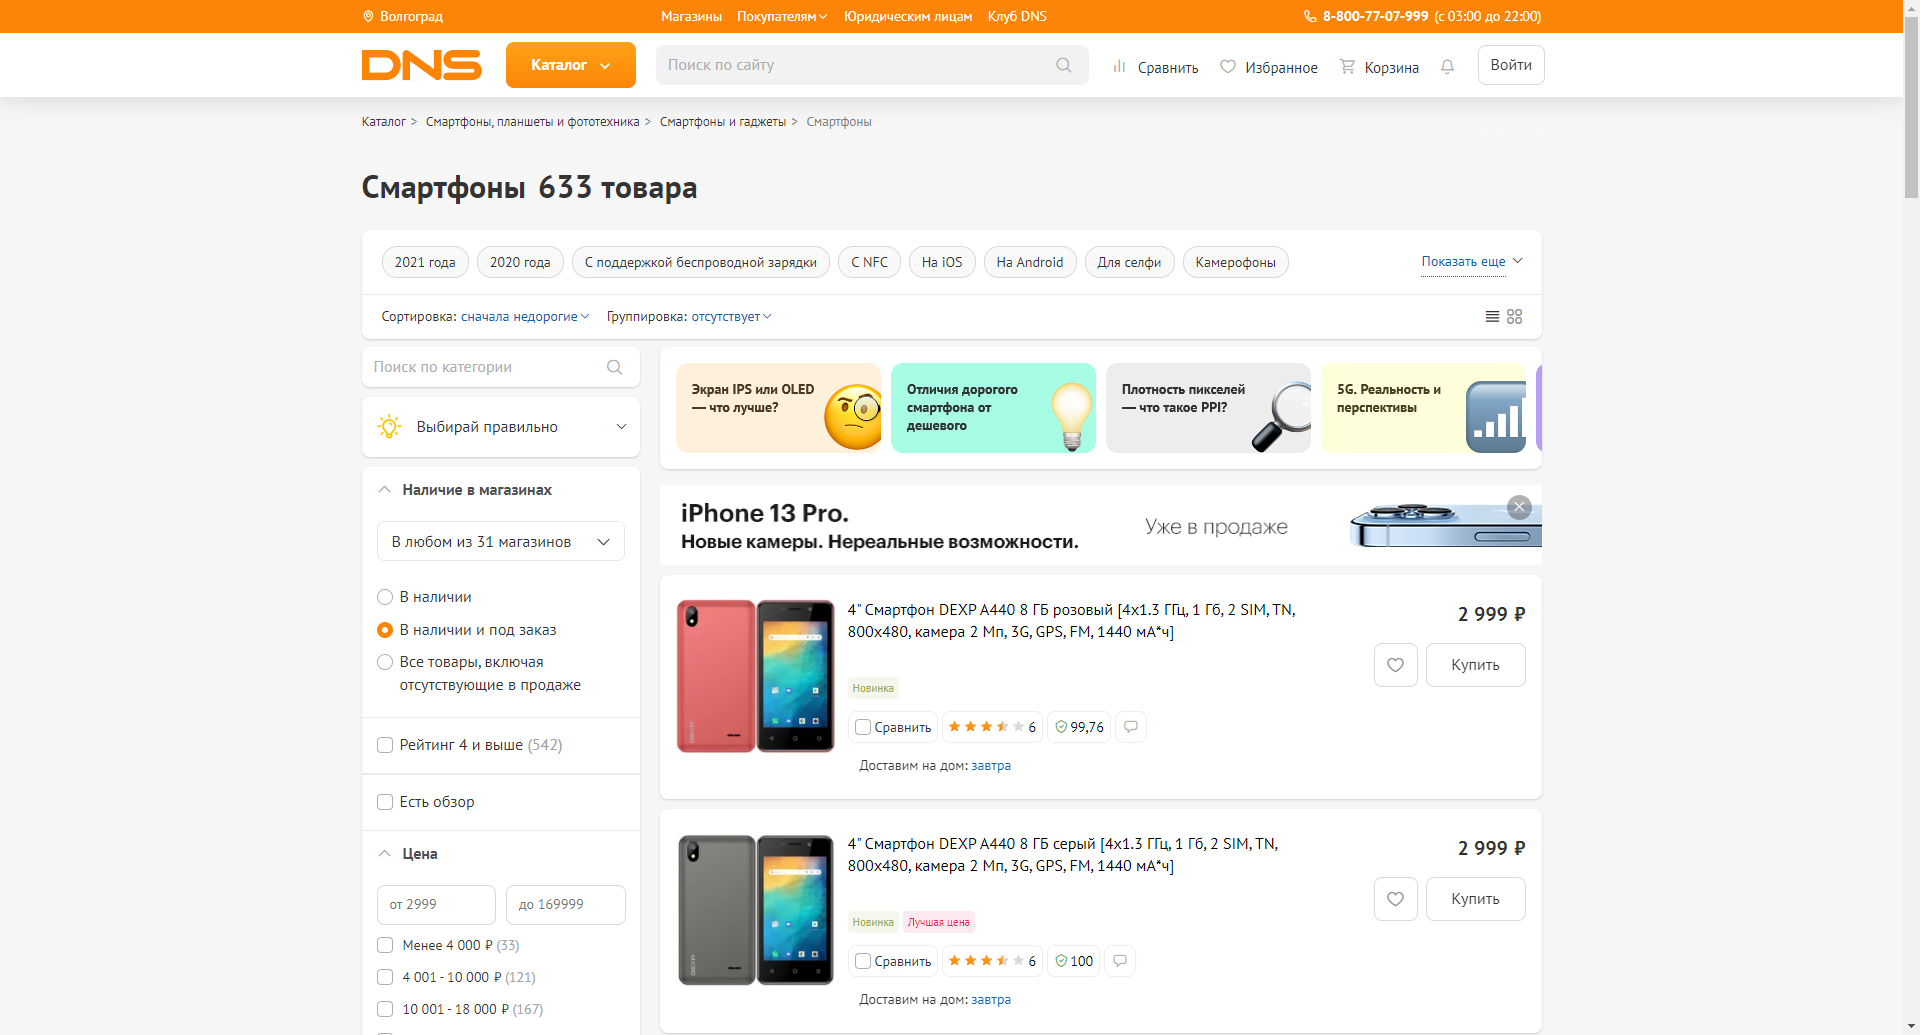 Волгоград
Магазины Покупателям Юридическим лицам Клуб DNS
8-800-77-07-999 (с 03:00 до 22:00)
DNS
Каталог
Поиск по сайту
Сравнить Избранное Корзина
Войти
Каталог > Смартфоны, планшеты и фототехника > Смартфоны и гаджеты > Смартфоны
Смартфоны 633 товара
2021 года 2020 года С поддержкой беспроводной зарядки С NFC На iOS На Android Для селфи Камерофоны Показать еще
Сортировка: сначала недорогие Группировка: отсутствует
Поиск по категории
Выбирай правильно
Наличие в магазинах
В любом из 31 магазинов
В наличии
В наличии и под заказ
Все товары, включая
отсутствующие в продаже
Рейтинг 4 и выше (542)
Есть обзор
Цена
от 2999 до 169999
Менее 4 000 ₽ (33)
4 001 - 10 000 ₽ (121)
10 001 - 18 000 ₽ (167)
Экран IPS или OLED
— что лучше?
Отличия дорогого
смартфона от
дешевого
Плотность пикселей
— что такое PPI?
5G. Реальность и
перспективы
iPhone 13 Pro.
Новые камеры. Нереальные возможности.
Уже в продаже
4" Смартфон DEXP A440 8 ГБ розовый [4x1.3 ГГц, 1 Гб, 2 SIM, TN,
800x480, камера 2 Мп, 3G, GPS, FM, 1440 мА*ч]
2 999 ₽
Купить
Новинка
Сравнить 6 99,76
Доставим на дом: завтра
4" Смартфон DEXP A440 8 ГБ серый [4x1.3 ГГц, 1 Гб, 2 SIM, TN,
800x480, камера 2 Мп, 3G, GPS, FM, 1440 мА*ч]
2 999 ₽
Купить
Новинка Лучшая цена
Сравнить 6 100
Доставим на дом: завтра